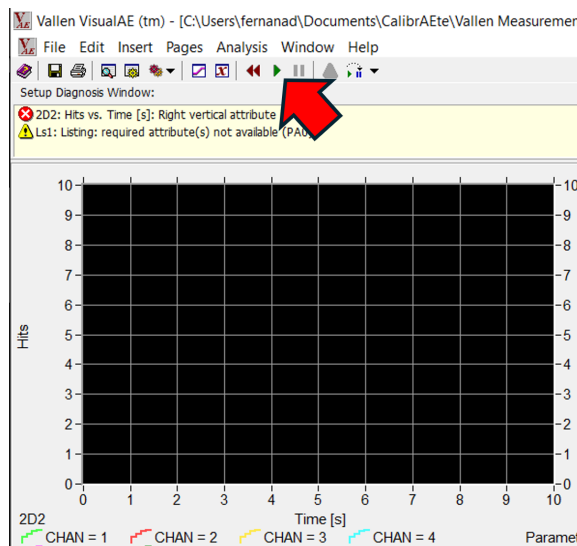 Vallen VisualAE (tm) - [C:\Users\fernanad\Documents\CalibrAEte\Vallen Measuremen
File Edit Insert Pages Analysis Window Help
Setup Diagnosis Window:
2D2: Hits vs. Time [s]: Right vertical attribute
Ls1: Listing: required attribute(s) not available (PA0)
10 10
9 9
8 8
7 7
6 6
Hits
5 5
4 4
3 3
2 2
1 1
0 0
0 1 2 3 4 5 6 7 8 9 10
2D2 Time [s]
CHAN = 1 CHAN = 2 CHAN = 3 CHAN = 4 Paramet